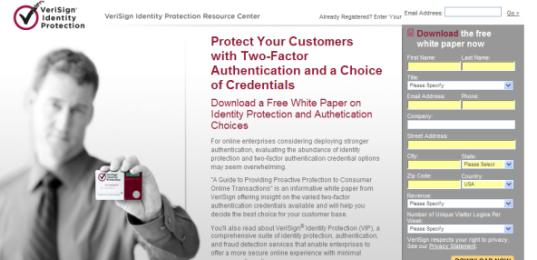 VeriSign®
Identity
Protection
VeriSign Identity Protection Resource Center
Already Registered? Enter Your
Email Address:
Go >
Protect Your Customers
with Two-Factor
Authentication and a Choice
of Credentials
Download a Free White Paper on
Identity Protection and Authetication
Choices
For online enterprises considering deploying stronger
authentication, evaluating the abundance of identity
protection and two-factor authentication credential options
may seem overwhelming.
"A Guide to Providing Proactive Protection to Consumer
Online Transactions" is an informative white paper from
VeriSign offering insight on the varied two-factor
authentication credentials available and will help you
decide the best choice for your customer base.
You'll also read about VeriSign® Identity Protection (VIP), a
comprehensive suite of identity protection, authentication,
and fraud detection services that enable enterprises to
offer a more secure online experience with minimal
Download the free
white paper now
First Name: Last Name:
Title:
Please Specify
Email Address: Phone:
Company:
Street Address:
City: State:
Please Select
Zip Code: Country:
USA
Revenue:
Please Specify
Number of Unique Visitor Logins Per
Week:
Please Specify
VeriSign respects your right to privacy.
See our Privacy Statement.
DOWNLOAD NOW